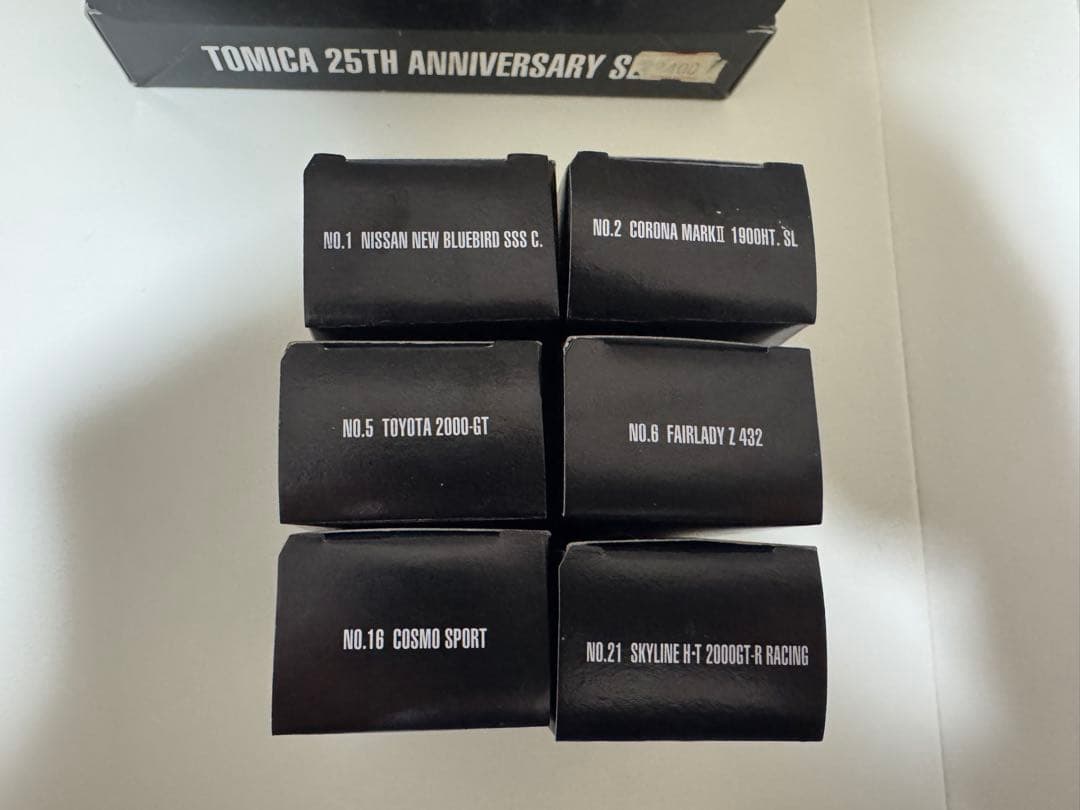 TOMICA 25TH ANNIVERSARY
NO.1 NISSAN NEW BLUEBIRD SSS C.
NO.2 CORONA MARKⅡ 1900HT. SL
NO.5 TOYOTA 2000-GT
NO.6 FAIRLADY Z 432
NO.16 COSMO SPORT
NO.21 SKYLINE H·T 2000GT-R RACING